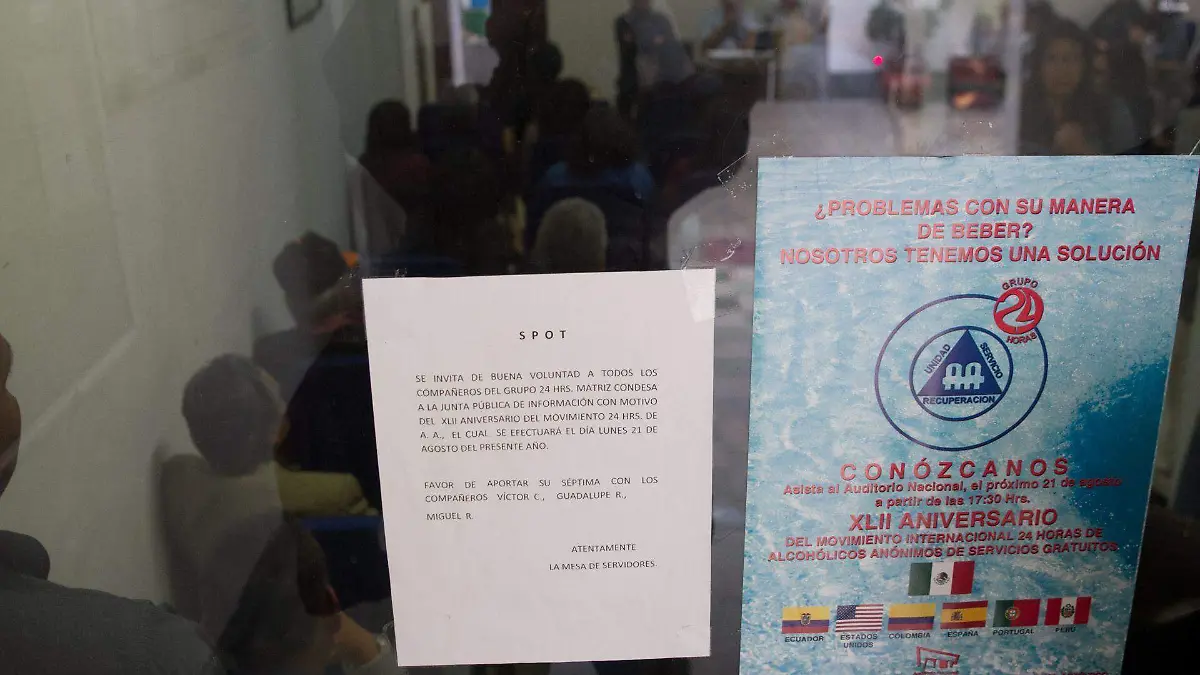 SPOT
SE INVITA DE BUENA VOLUNTAD A TODOS LOS
COMPAÑEROS DEL GRUPO 24 HRS. MATRIZ CONDESA
A LA JUNTA PÚBLICA DE INFORMACIÓN CON MOTIVO
DEL XLII ANIVERSARIO DEL MOVIMIENTO 24 HRS. DE
A. A., EL CUAL SE EFECTUARÁ EL DÍA LUNES 21 DE
AGOSTO DEL PRESENTE AÑO.
FAVOR DE APORTAR SU SÉPTIMA CON LOS
COMPAÑEROS VÍCTOR C., GUADALUPE R.,
MIGUEL R.
ATENTAMENTE
LA MESA DE SERVIDORES.
¿PROBLEMAS CON SU MANERA
DE BEBER?
NOSOTROS TENEMOS UNA SOLUCIÓN
GRUPO
24
HORAS
UNIDAD
SERVICIO
AA
RECUPERACIÓN
CONÓZCANOS
Asista al Auditorio Nacional, el próximo 21 de agosto
a partir de las 17:30 Hrs.
XLII ANIVERSARIO
DEL MOVIMIENTO INTERNACIONAL 24 HORAS DE
ALCOHÓLICOS ANÓNIMOS DE SERVICIOS GRATUITOS
ECUADOR
ESTADOS
UNIDOS
COLOMBIA
ESPAÑA
PORTUGAL
PERU